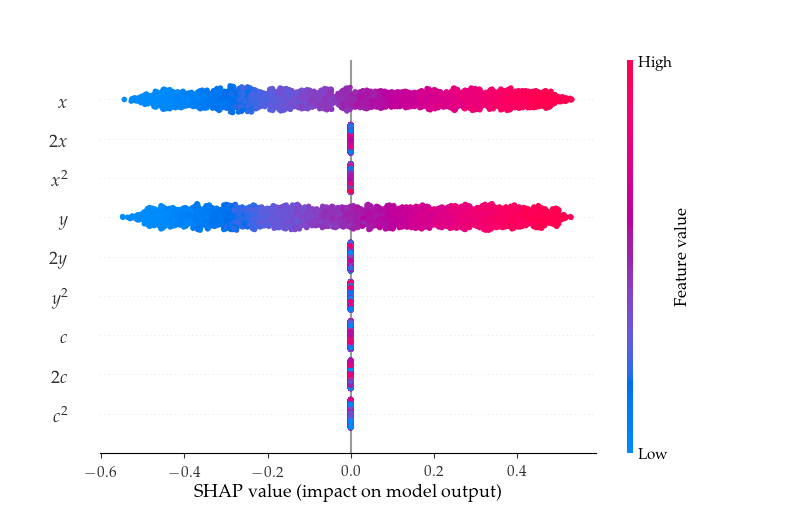 High
x
2x
x²
y
2y
y²
c
2c
c²
Feature value
Low
−0.6 −0.4 −0.2 0.0 0.2 0.4
SHAP value (impact on model output)